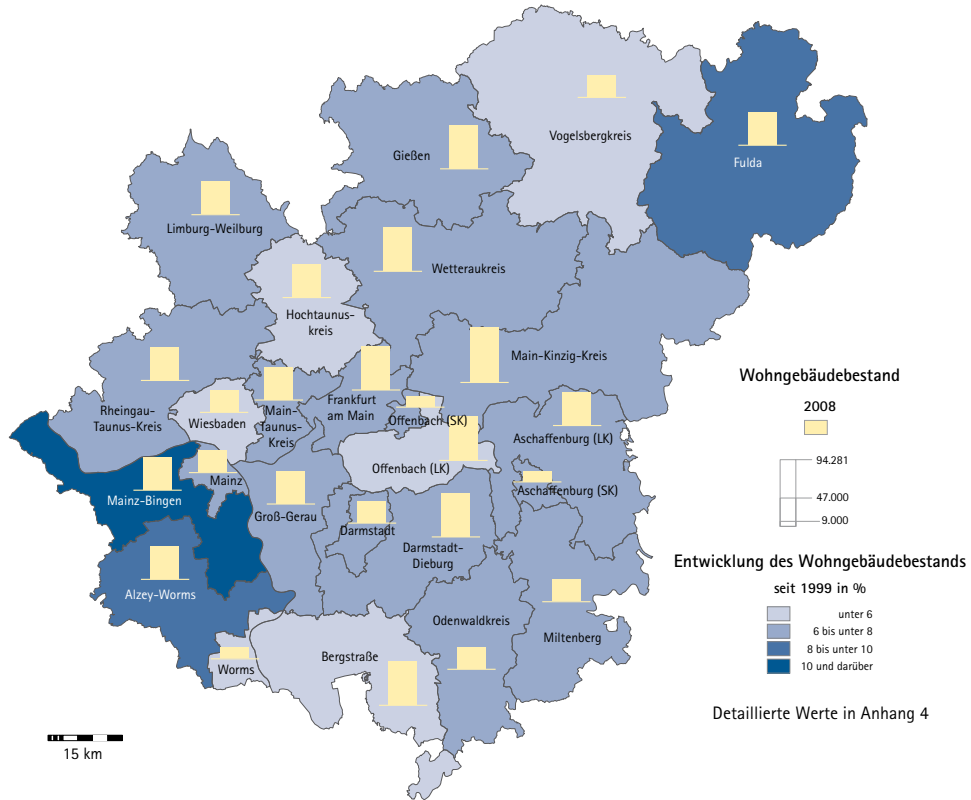 Vogelsbergkreis
Gießen
Fulda
Limburg-Weilburg
Wetteraukreis
Hochtaunus-
kreis
Main-Kinzig-Kreis
Rheingau-
Taunus-Kreis
Wiesbaden
Main-
Taunus-
Kreis
Frankfurt
am Main
Offenbach (SK)
Aschaffenburg (LK)
Offenbach (LK)
Mainz
Mainz-Bingen
Aschaffenburg (SK)
Groß-Gerau
Darmstadt
Darmstadt-
Dieburg
Alzey-Worms
Odenwaldkreis
Miltenberg
Worms
Bergstraße
15 km
Wohngebäudebestand
2008
94.281
47.000
9.000
Entwicklung des Wohngebäudebestands
seit 1999 in %
unter 6
6 bis unter 8
8 bis unter 10
10 und darüber
Detaillierte Werte in Anhang 4